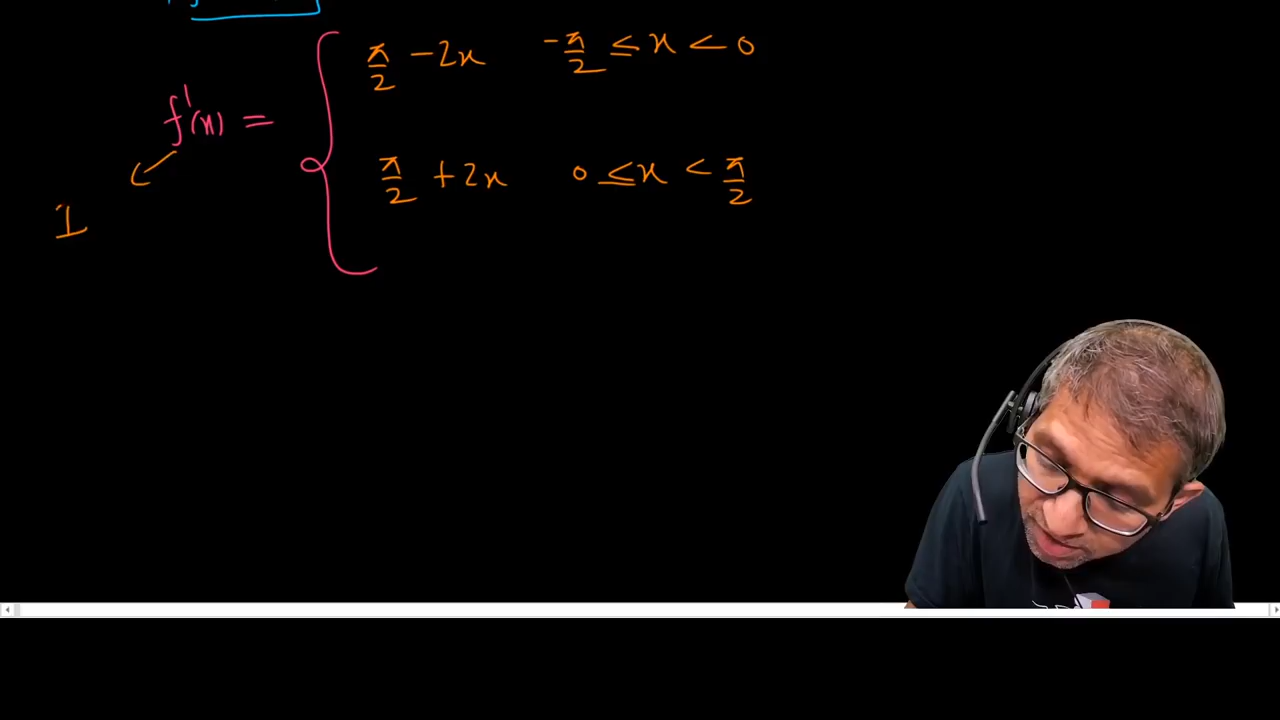 π/2 - 2x   -π/2 ≤ x < 0
f'(x) =
π/2 + 2x   0 ≤ x < π/2
I